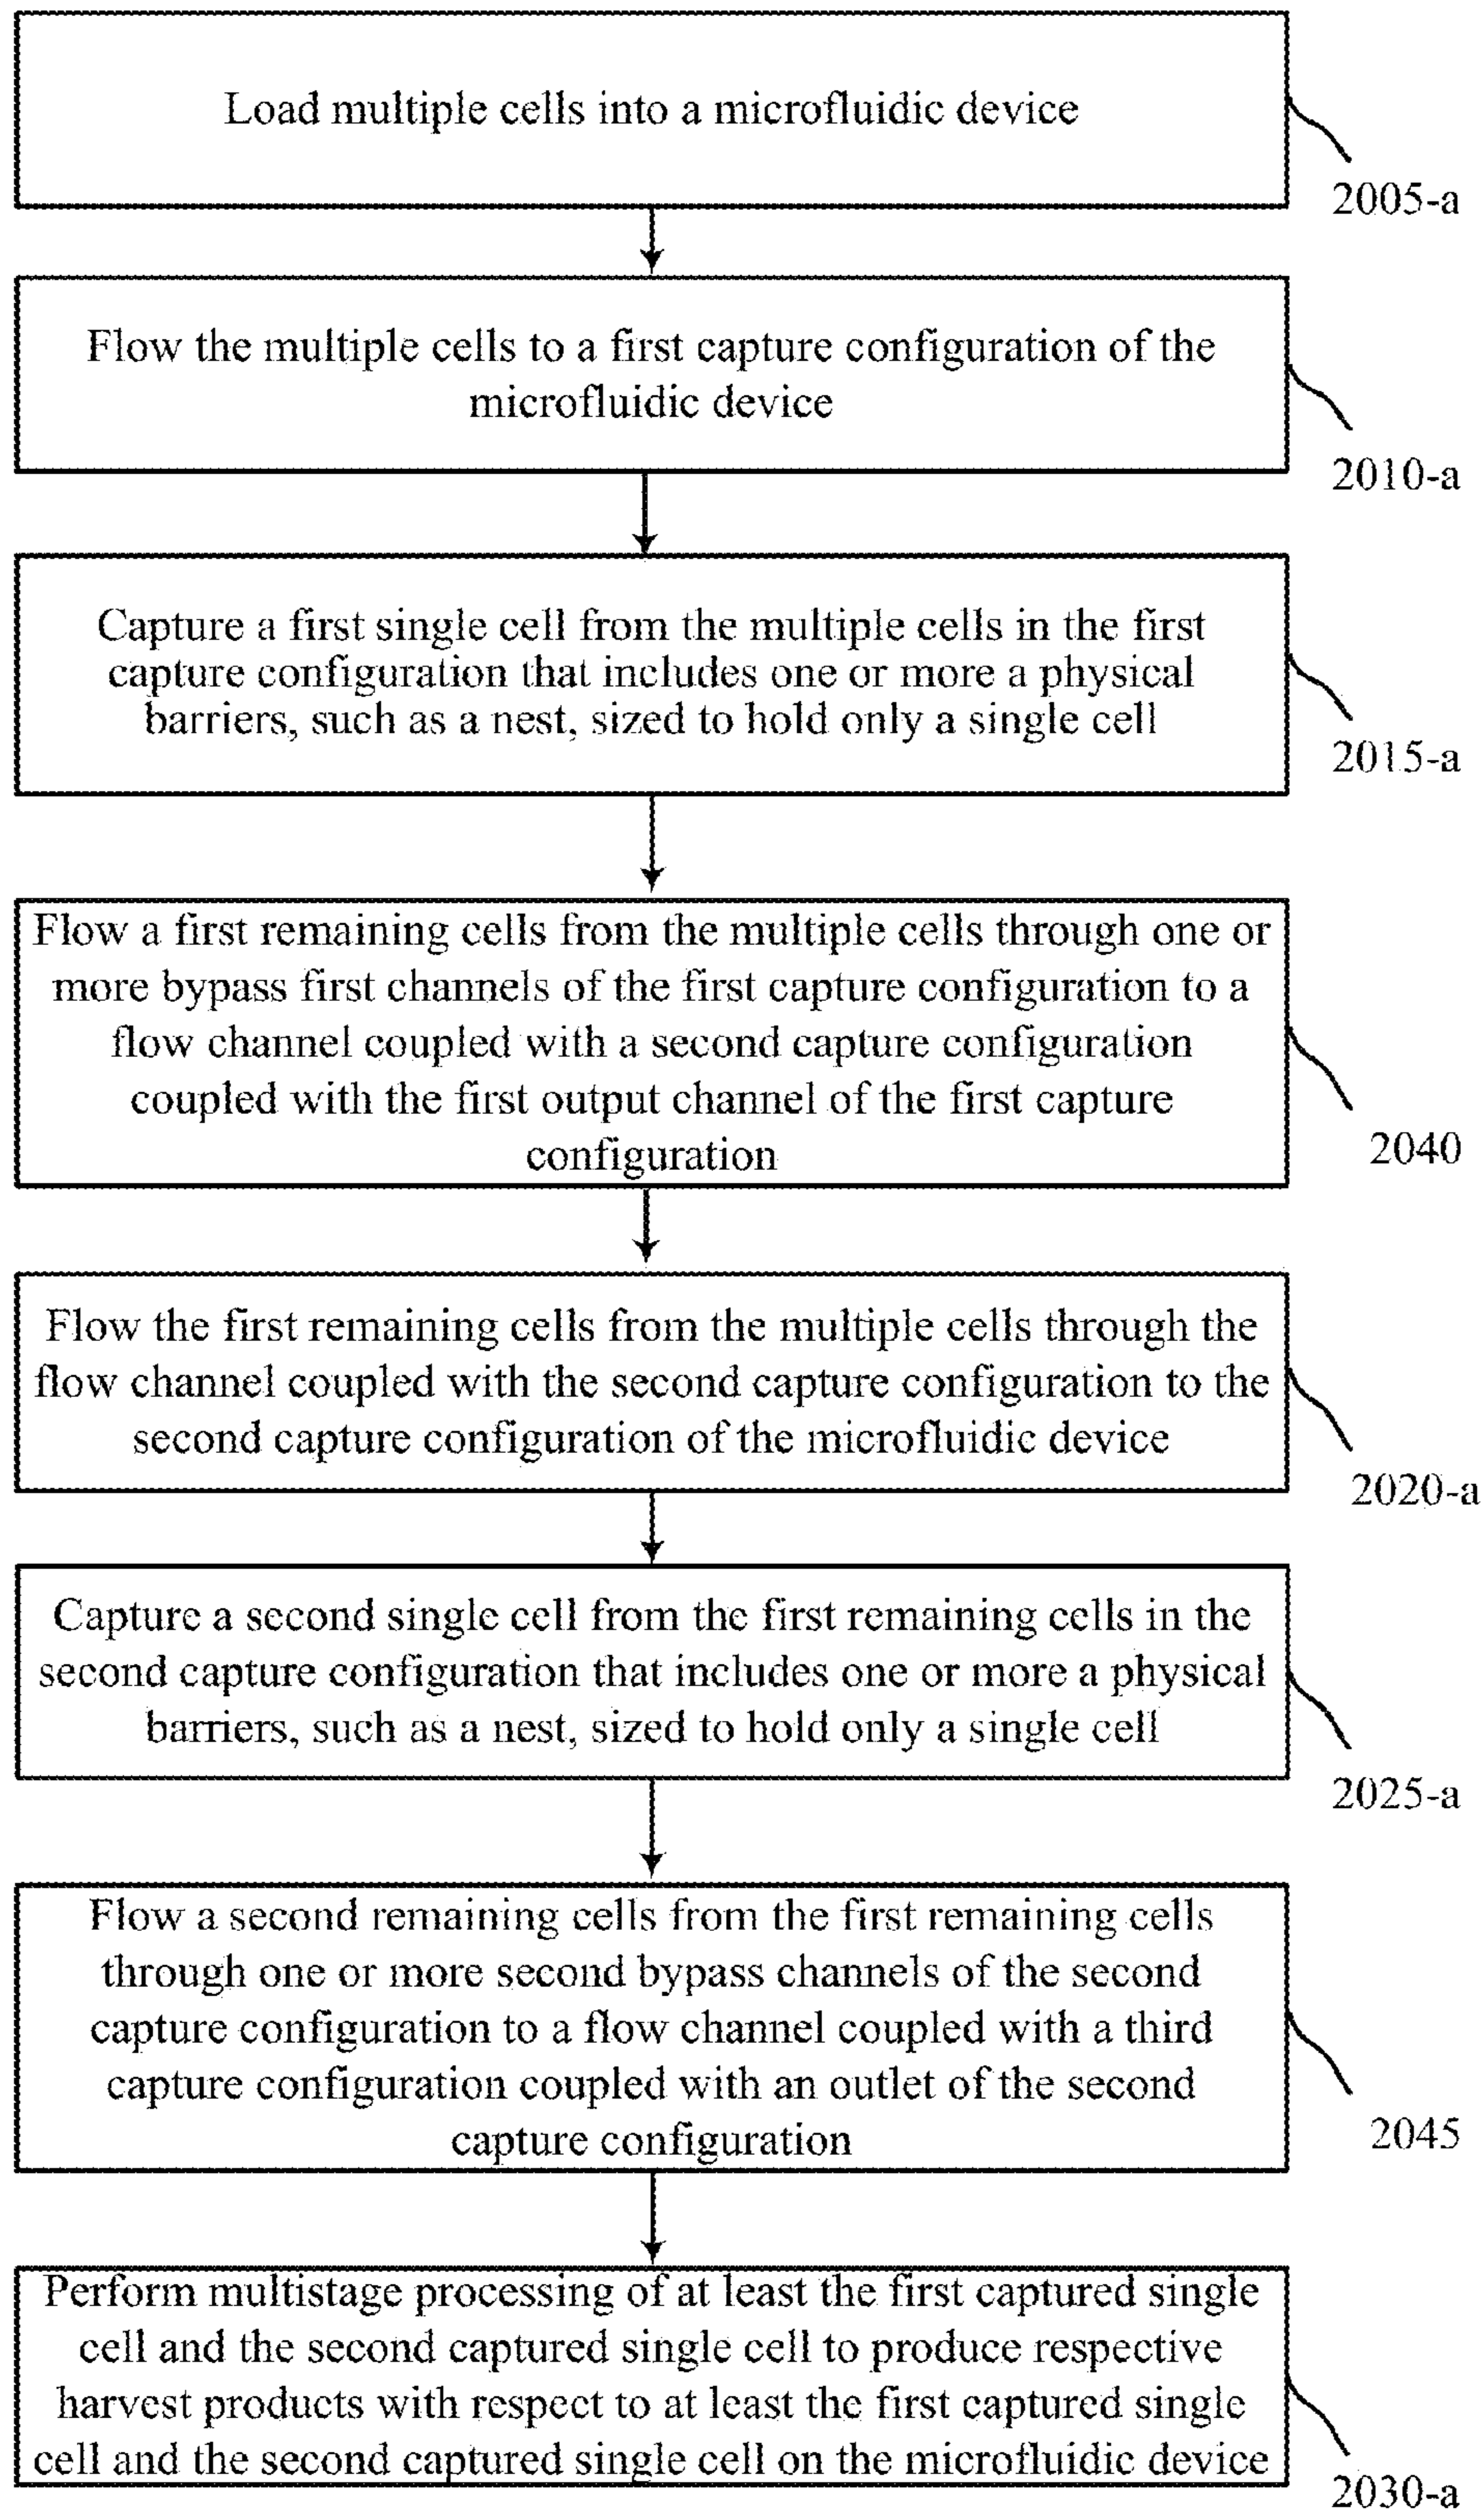 Load multiple cells into a microfluidic device
2005-a
Flow the multiple cells to a first capture configuration of the
microfluidic device
2010-a
Capture a first single cell from the multiple cells in the first
capture configuration that includes one or more a physical
barriers, such as a nest, sized to hold only a single cell
2015-a
Flow a first remaining cells from the multiple cells through one or
more bypass first channels of the first capture configuration to a
flow channel coupled with a second capture configuration
coupled with the first output channel of the first capture
configuration
2040
Flow the first remaining cells from the multiple cells through the
flow channel coupled with the second capture configuration to the
second capture configuration of the microfluidic device
2020-a
Capture a second single cell from the first remaining cells in the
second capture configuration that includes one or more a physical
barriers, such as a nest, sized to hold only a single cell
2025-a
Flow a second remaining cells from the first remaining cells
through one or more second bypass channels of the second
capture configuration to a flow channel coupled with a third
capture configuration coupled with an outlet of the second
capture configuration
2045
Perform multistage processing of at least the first captured single
cell and the second captured single cell to produce respective
harvest products with respect to at least the first captured single
cell and the second captured single cell on the microfluidic device
2030-a